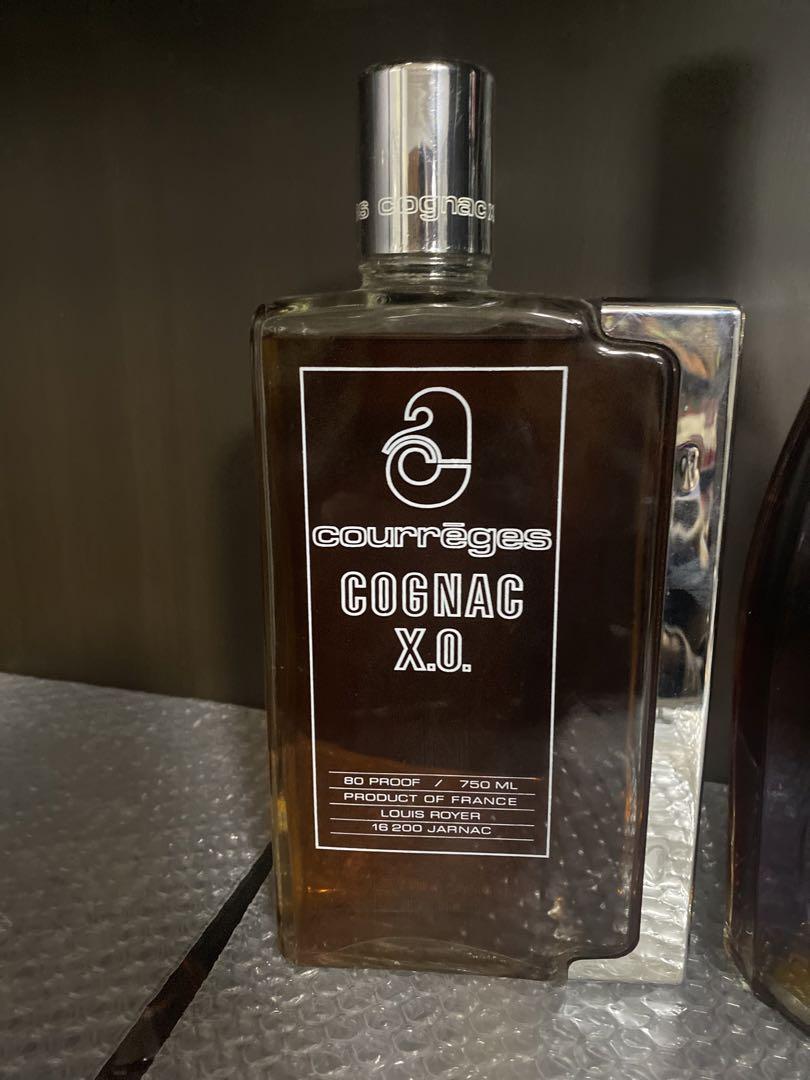 cognac
courrēges
COGNAC
X.O.
80 PROOF / 750 ML
PRODUCT OF FRANCE
LOUIS ROYER
16 200 JARNAC